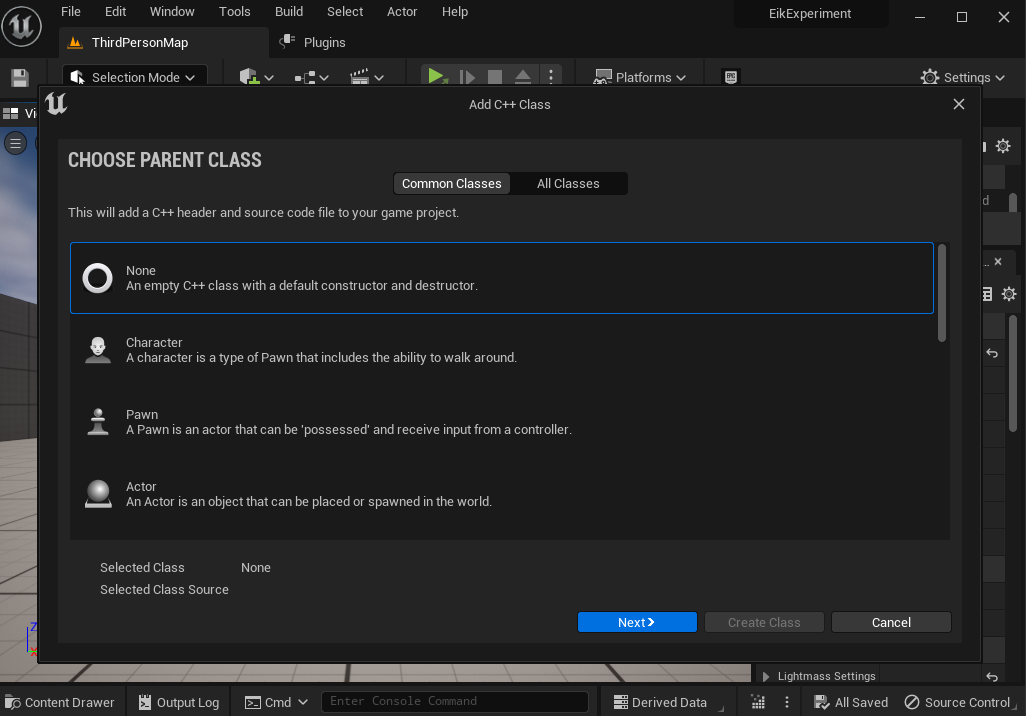 File Edit Window Tools Build Select Actor Help EikExperiment
ThirdPersonMap Plugins
Selection Mode Platforms Settings
Add C++ Class
CHOOSE PARENT CLASS
Common Classes All Classes
This will add a C++ header and source code file to your game project.
None
An empty C++ class with a default constructor and destructor.
Character
A character is a type of Pawn that includes the ability to walk around.
Pawn
A Pawn is an actor that can be 'possessed' and receive input from a controller.
Actor
An Actor is an object that can be placed or spawned in the world.
Selected Class None
Selected Class Source
Next Create Class Cancel
Z
X
Lightmass Settings
Content Drawer Output Log Cmd Enter Console Command Derived Data All Saved Source Control